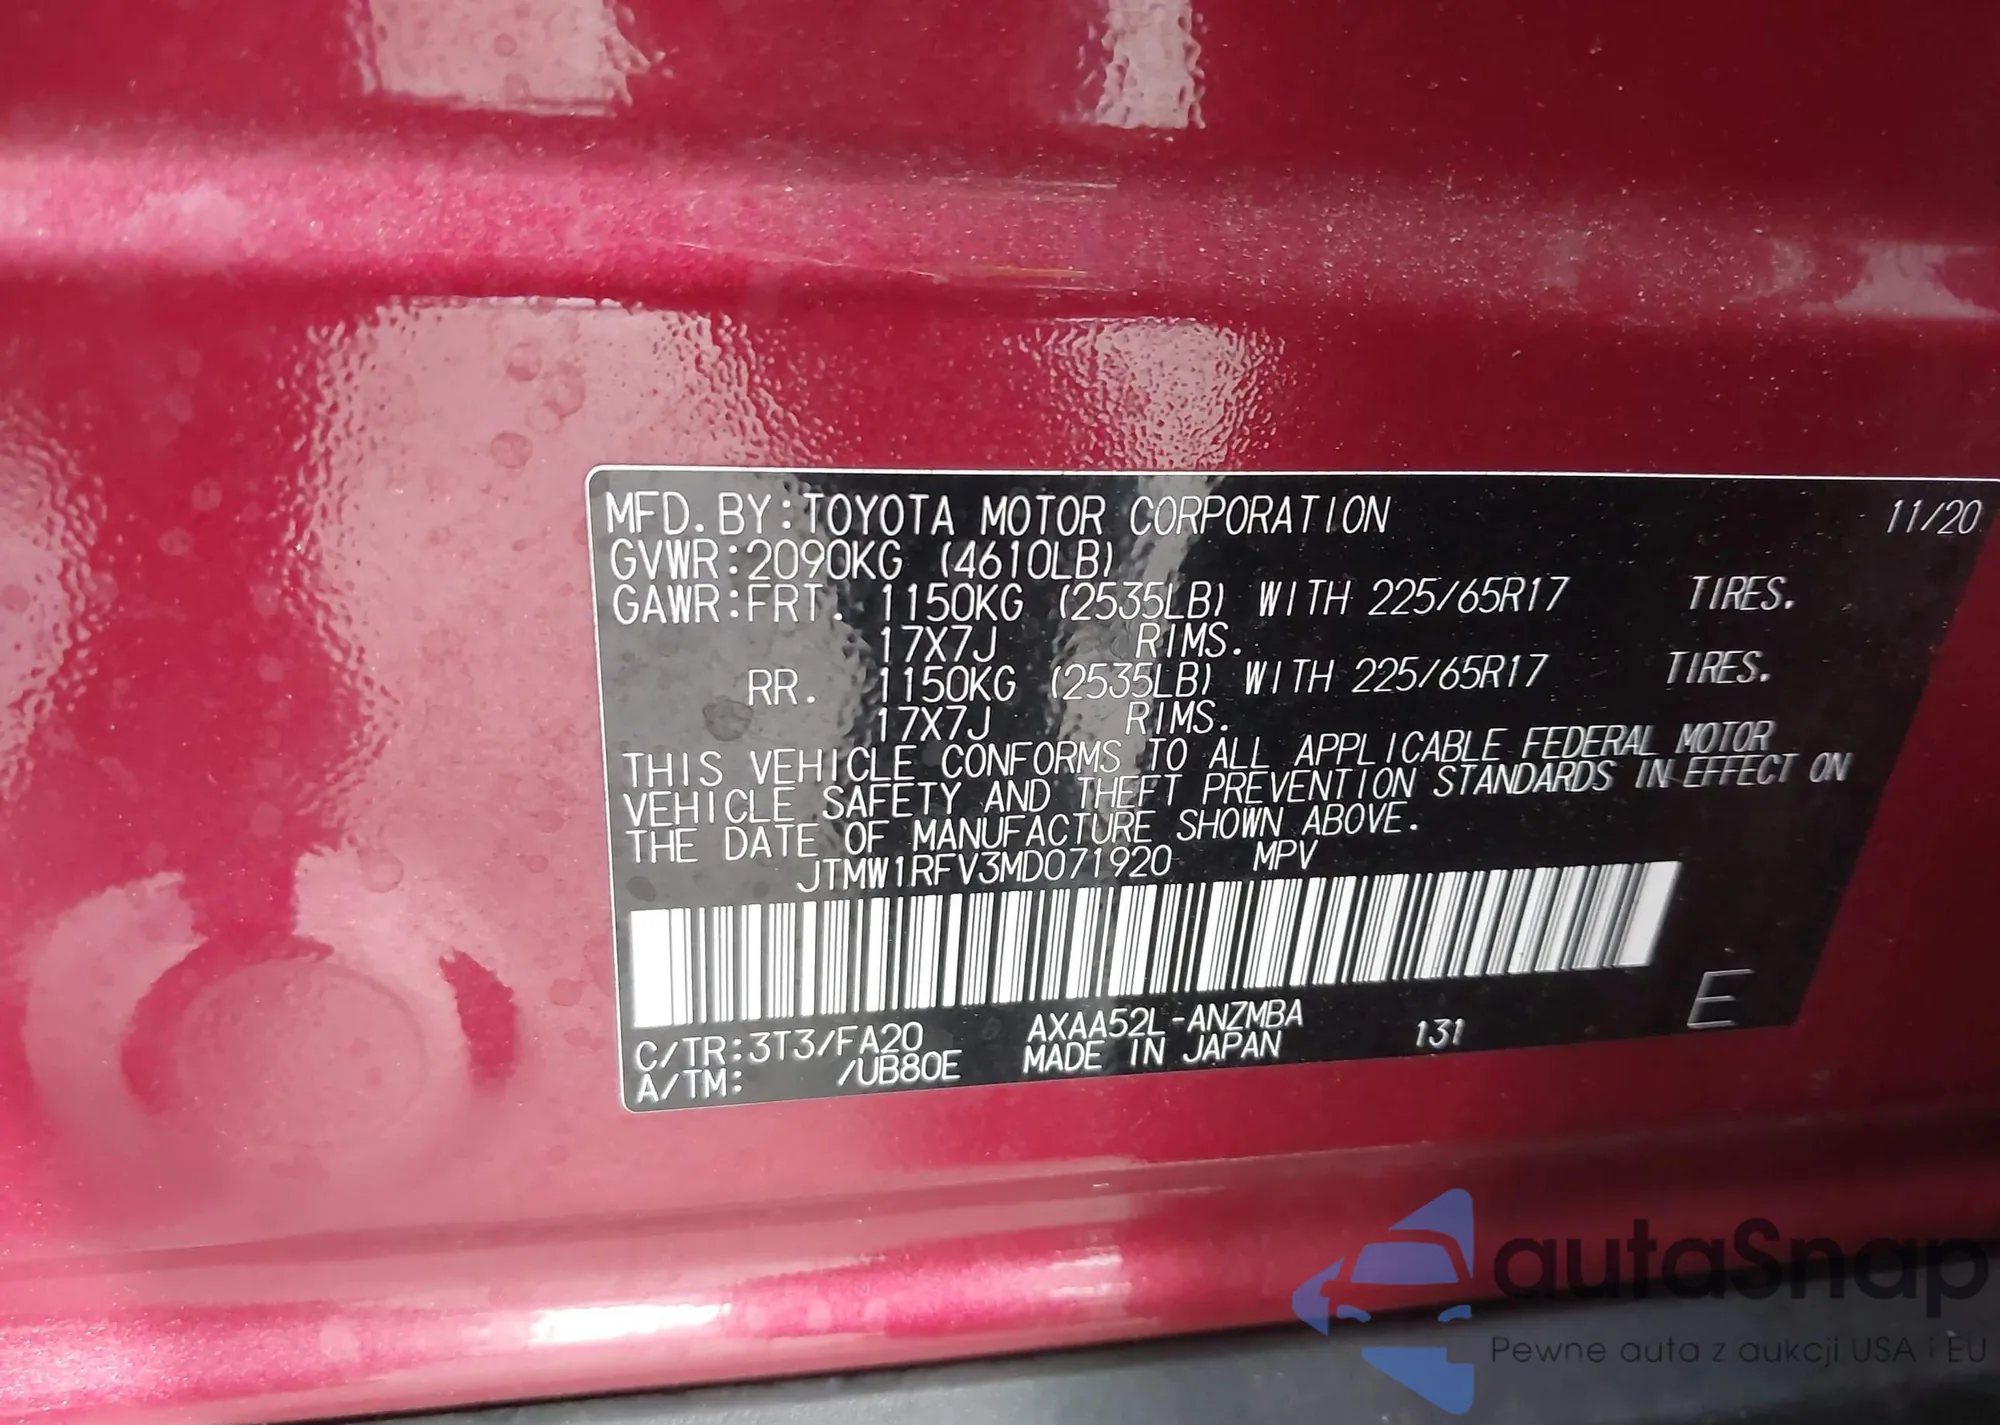 MFD. BY:TOYOTA MOTOR CORPORATION 11/20
GVWR:2090KG (4610LB)
GAWR:FRT. 1150KG (2535LB) WITH 225/65R17 TIRES.
17X7J RIMS.
RR. 1150KG (2535LB) WITH 225/65R17 TIRES.
17X7J RIMS.
THIS VEHICLE CONFORMS TO ALL APPLICABLE FEDERAL MOTOR
VEHICLE SAFETY AND THEFT PREVENTION STANDARDS IN EFFECT ON
THE DATE OF MANUFACTURE SHOWN ABOVE.
JTMW1RFV3MD071920 MPV
E
C/TR:3T3/FA20 AXAA52L-ANZMBA 131
A/TM: /UB80E MADE IN JAPAN
autaSnap
Pewne auta z aukcji USA i EU